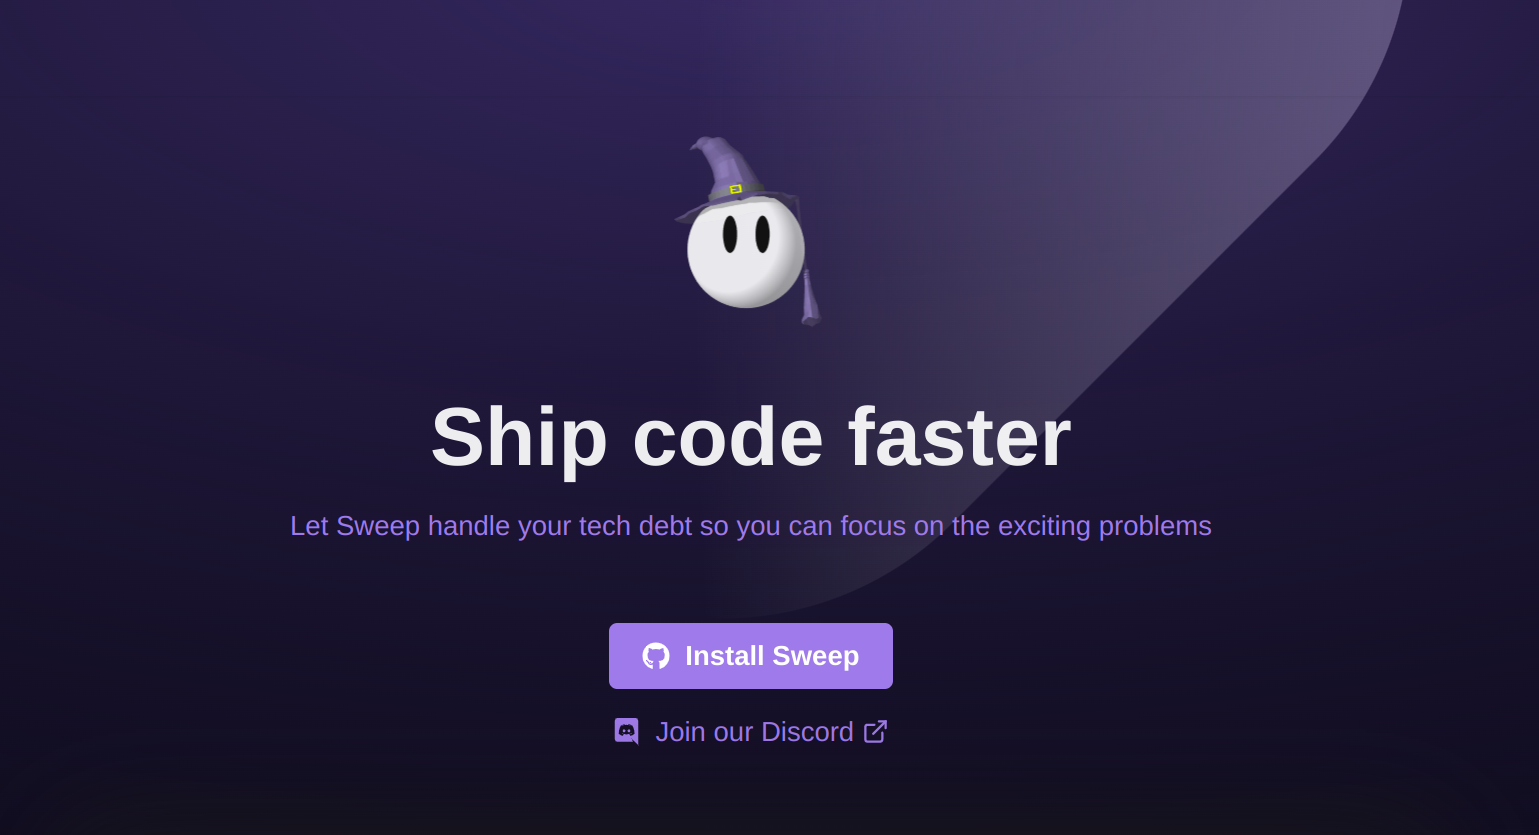 Ship code faster
Let Sweep handle your tech debt so you can focus on the exciting problems
Install Sweep
Join our Discord